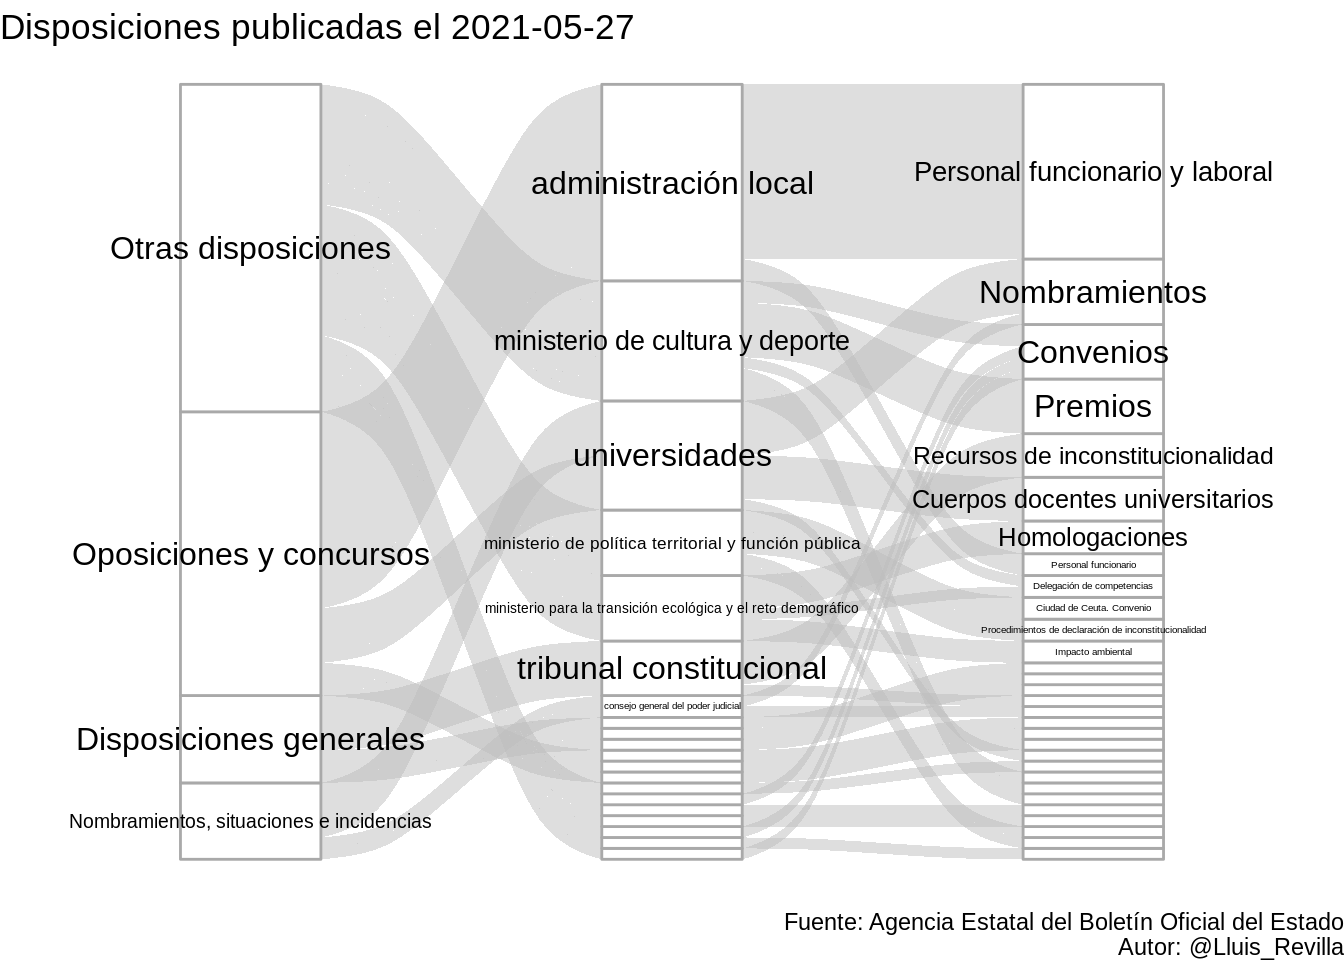 Disposiciones publicadas el 2021-05-27
Otras disposiciones
Oposiciones y concursos
Disposiciones generales
Nombramientos, situaciones e incidencias
administración local
ministerio de cultura y deporte
universidades
ministerio de política territorial y función pública
ministerio para la transición ecológica y el reto demográfico
tribunal constitucional
consejo general del poder judicial
Personal funcionario y laboral
Nombramientos
Convenios
Premios
Recursos de inconstitucionalidad
Cuerpos docentes universitarios
Homologaciones
Personal funcionario
Delegación de competencias
Ciudad de Ceuta. Convenio
Procedimientos de declaración de inconstitucionalidad
Impacto ambiental
Fuente: Agencia Estatal del Boletín Oficial del Estado
Autor: @Lluis_Revilla